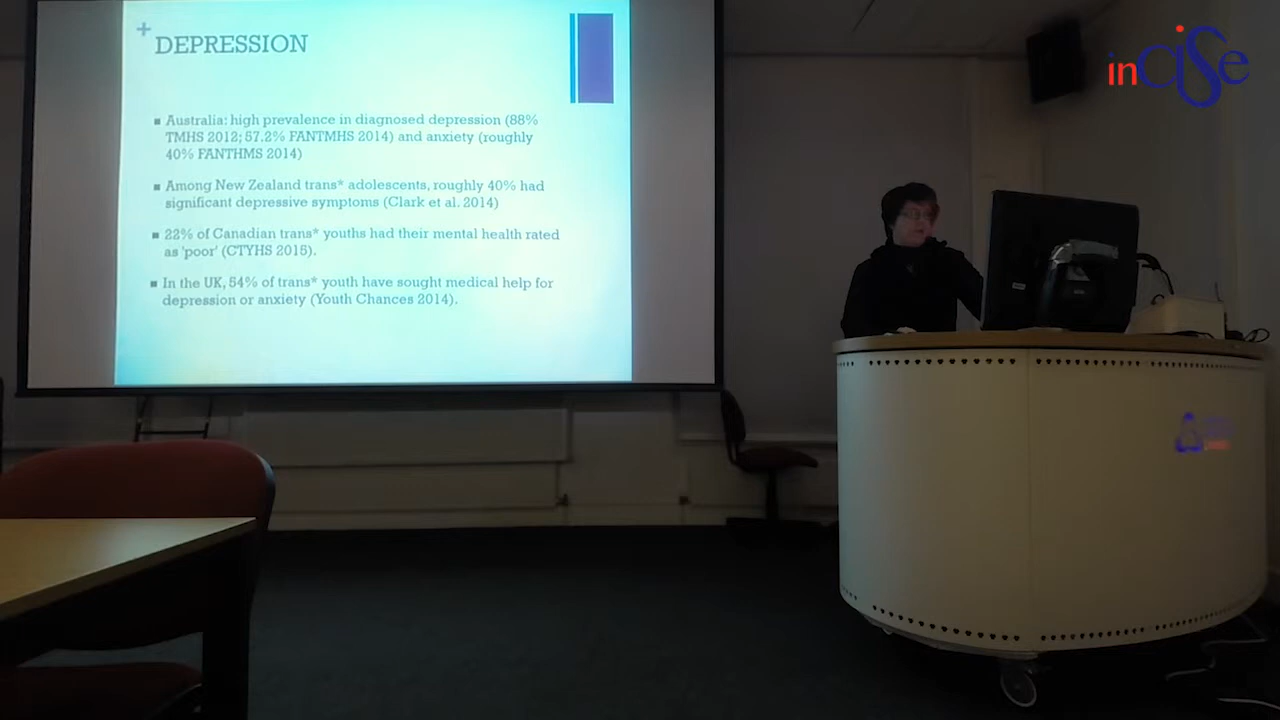 +
DEPRESSION
▪ Australia: high prevalence in diagnosed depression (88%
TMHS 2012; 57.2% FANTMHS 2014) and anxiety (roughly
40% FANTHMS 2014)
▪ Among New Zealand trans* adolescents, roughly 40% had
significant depressive symptoms (Clark et al. 2014)
▪ 22% of Canadian trans* youths had their mental health rated
as 'poor' (CTYHS 2015).
▪ In the UK, 54% of trans* youth have sought medical help for
depression or anxiety (Youth Chances 2014).
inCiSe